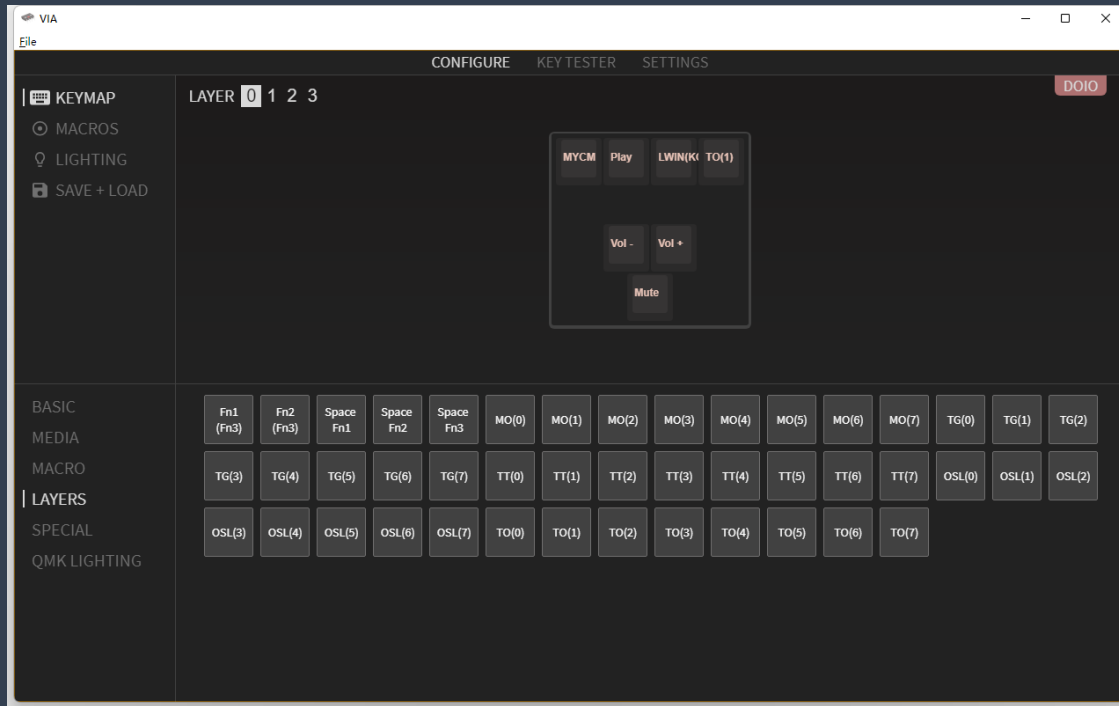 VIA
File
CONFIGURE KEY TESTER SETTINGS
KEYMAP
MACROS
LIGHTING
SAVE + LOAD
LAYER 0 1 2 3
DOIO
MYCM Play LWIN(K TO(1)
Vol - Vol +
Mute
BASIC
MEDIA
MACRO
LAYERS
SPECIAL
QMK LIGHTING
Fn1 (Fn3) Fn2 (Fn3) Space Fn1 Space Fn2 Space Fn3 MO(0) MO(1) MO(2) MO(3) MO(4) MO(5) MO(6) MO(7) TG(0) TG(1) TG(2)
TG(3) TG(4) TG(5) TG(6) TG(7) TT(0) TT(1) TT(2) TT(3) TT(4) TT(5) TT(6) TT(7) OSL(0) OSL(1) OSL(2)
OSL(3) OSL(4) OSL(5) OSL(6) OSL(7) TO(0) TO(1) TO(2) TO(3) TO(4) TO(5) TO(6) TO(7)